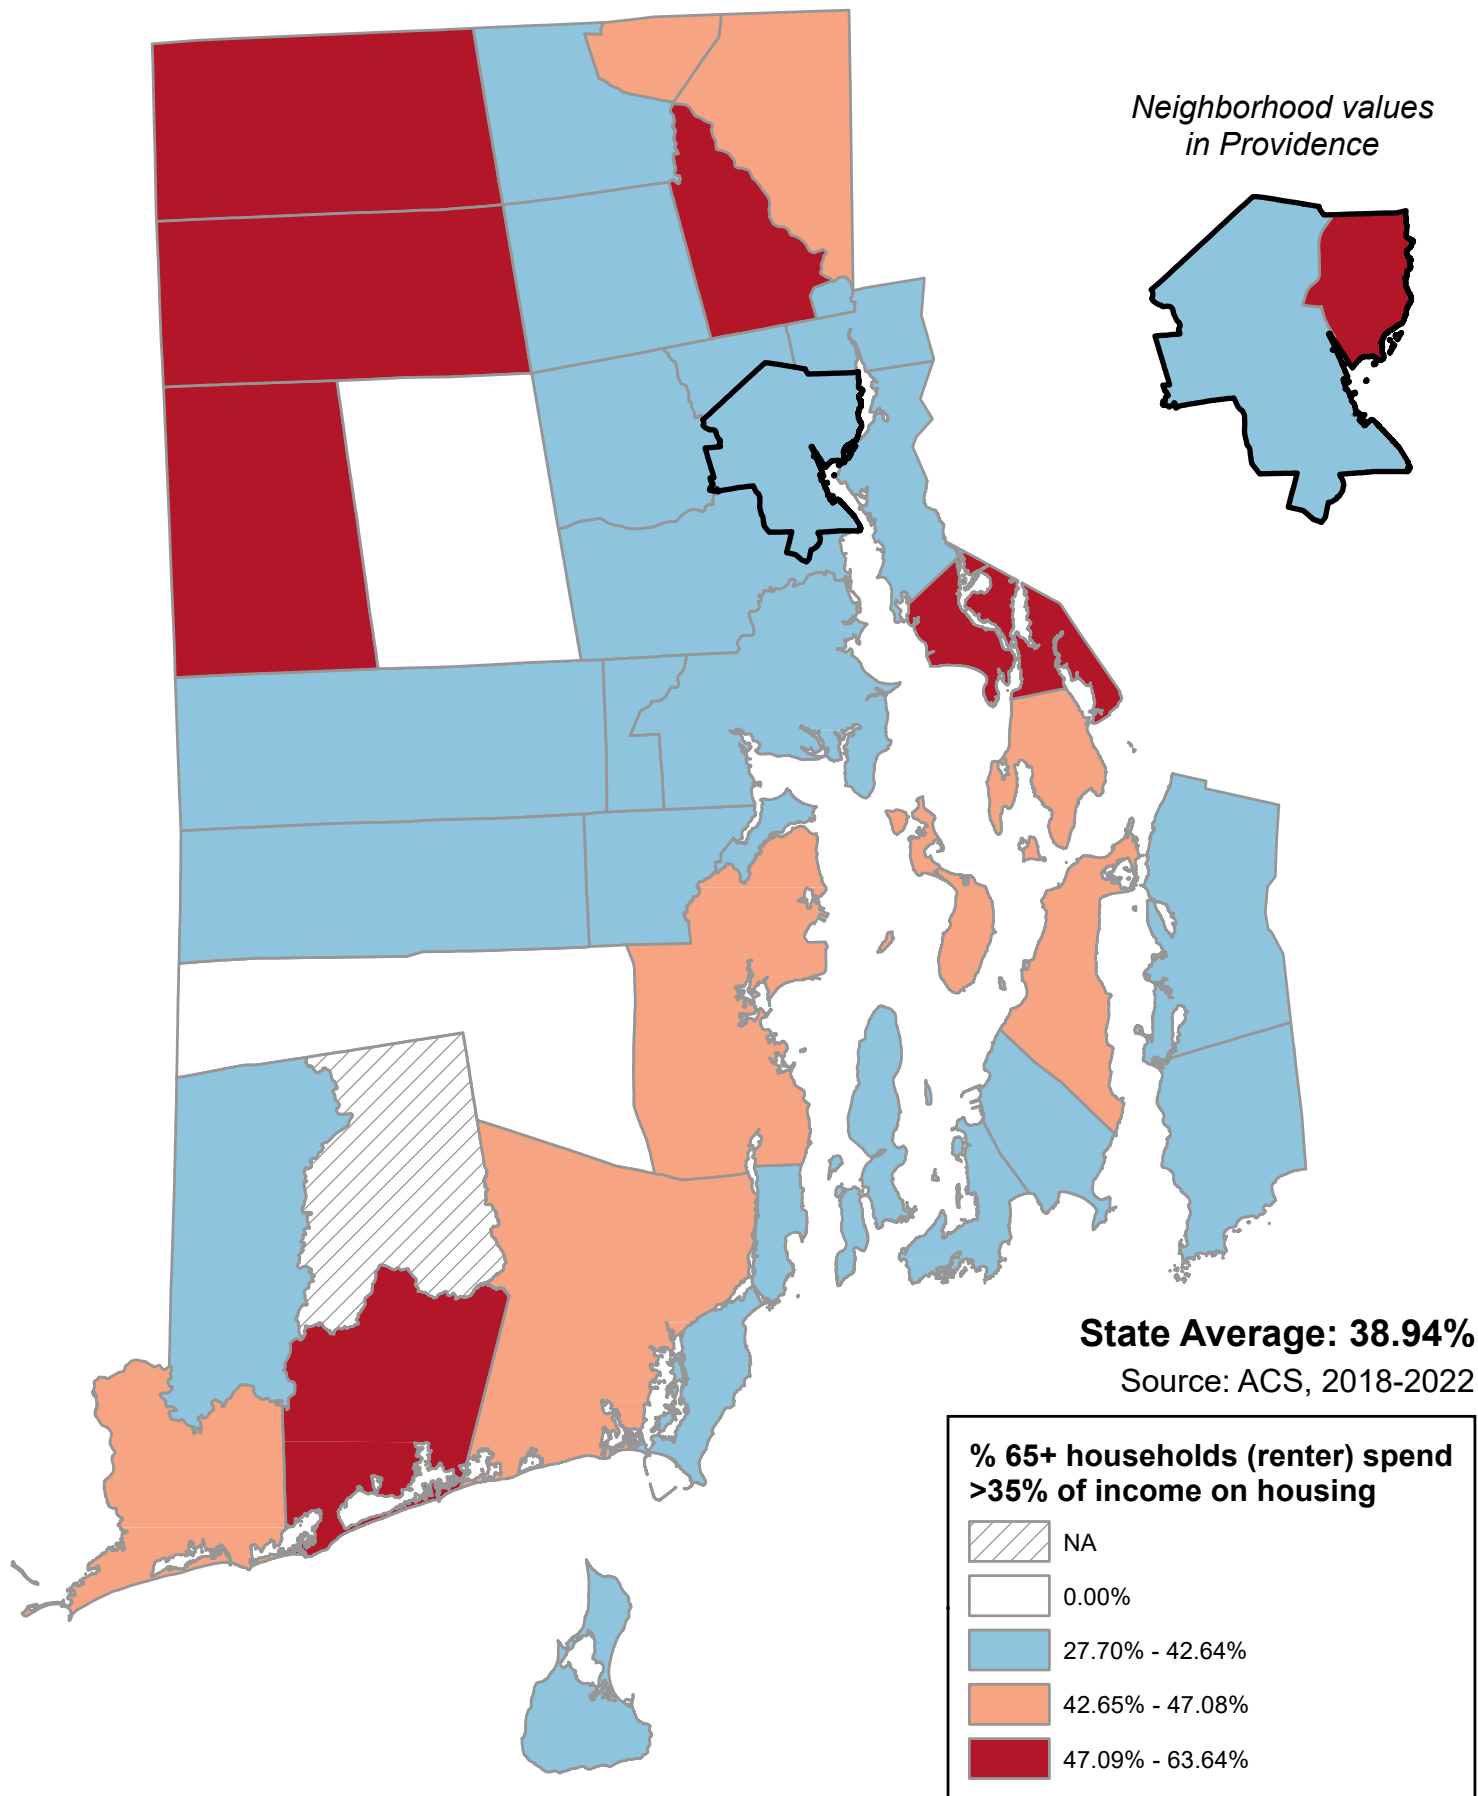 Neighborhood values
in Providence
State Average: 38.94%
Source: ACS, 2018-2022
% 65+ households (renter) spend
>35% of income on housing
NA
0.00%
27.70% - 42.64%
42.65% - 47.08%
47.09% - 63.64%